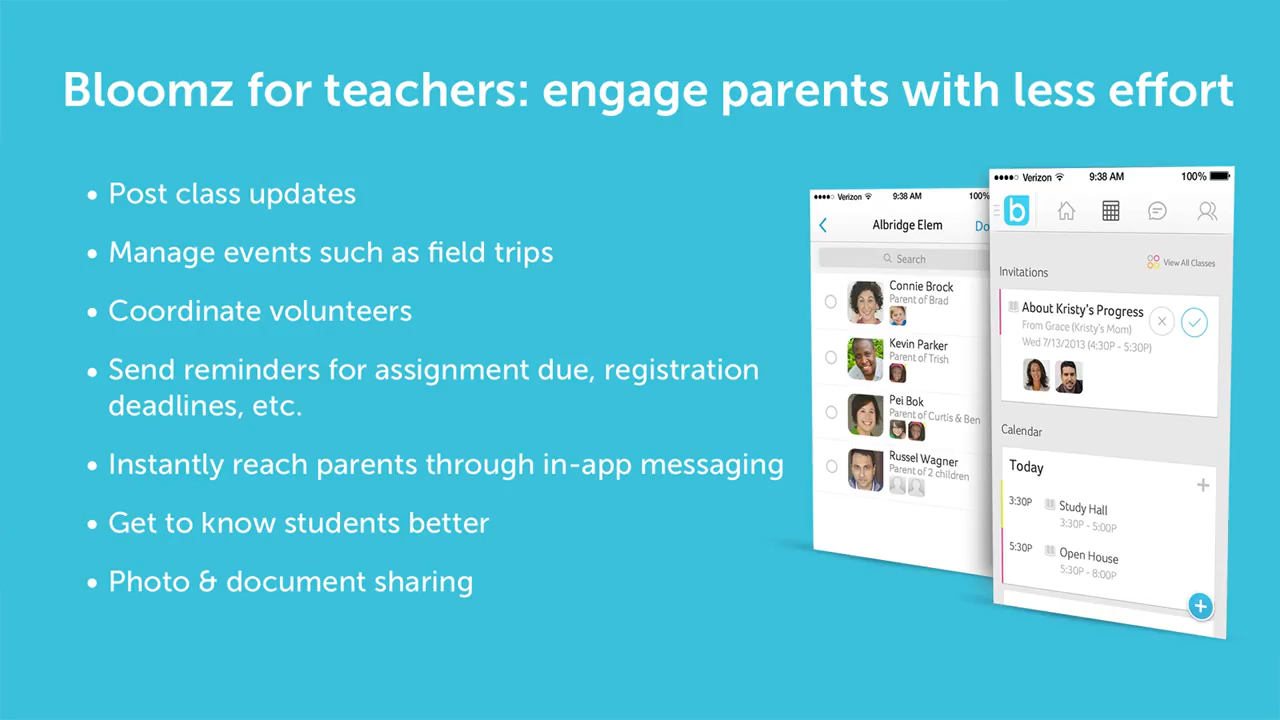 Bloomz for teachers: engage parents with less effort
• Post class updates
• Manage events such as field trips
• Coordinate volunteers
• Send reminders for assignment due, registration
deadlines, etc.
• Instantly reach parents through in-app messaging
• Get to know students better
• Photo & document sharing
Verizon 9:38 AM 100%
Albridge Elem Do
Search
Connie Brock
Parent of Brad
Kevin Parker
Parent of Trish
Pei Bok
Parent of Curtis & Ben
Russel Wagner
Parent of 2 children
Verizon 9:38 AM 100%
b
View All Classes
Invitations
About Kristy's Progress
From Grace (Kristy's Mom)
Wed 7/13/2013 (4:30P - 5:30P)
Calendar
Today
3:30P Study Hall
3:30P - 5:00P
5:30P Open House
5:30P - 8:00P